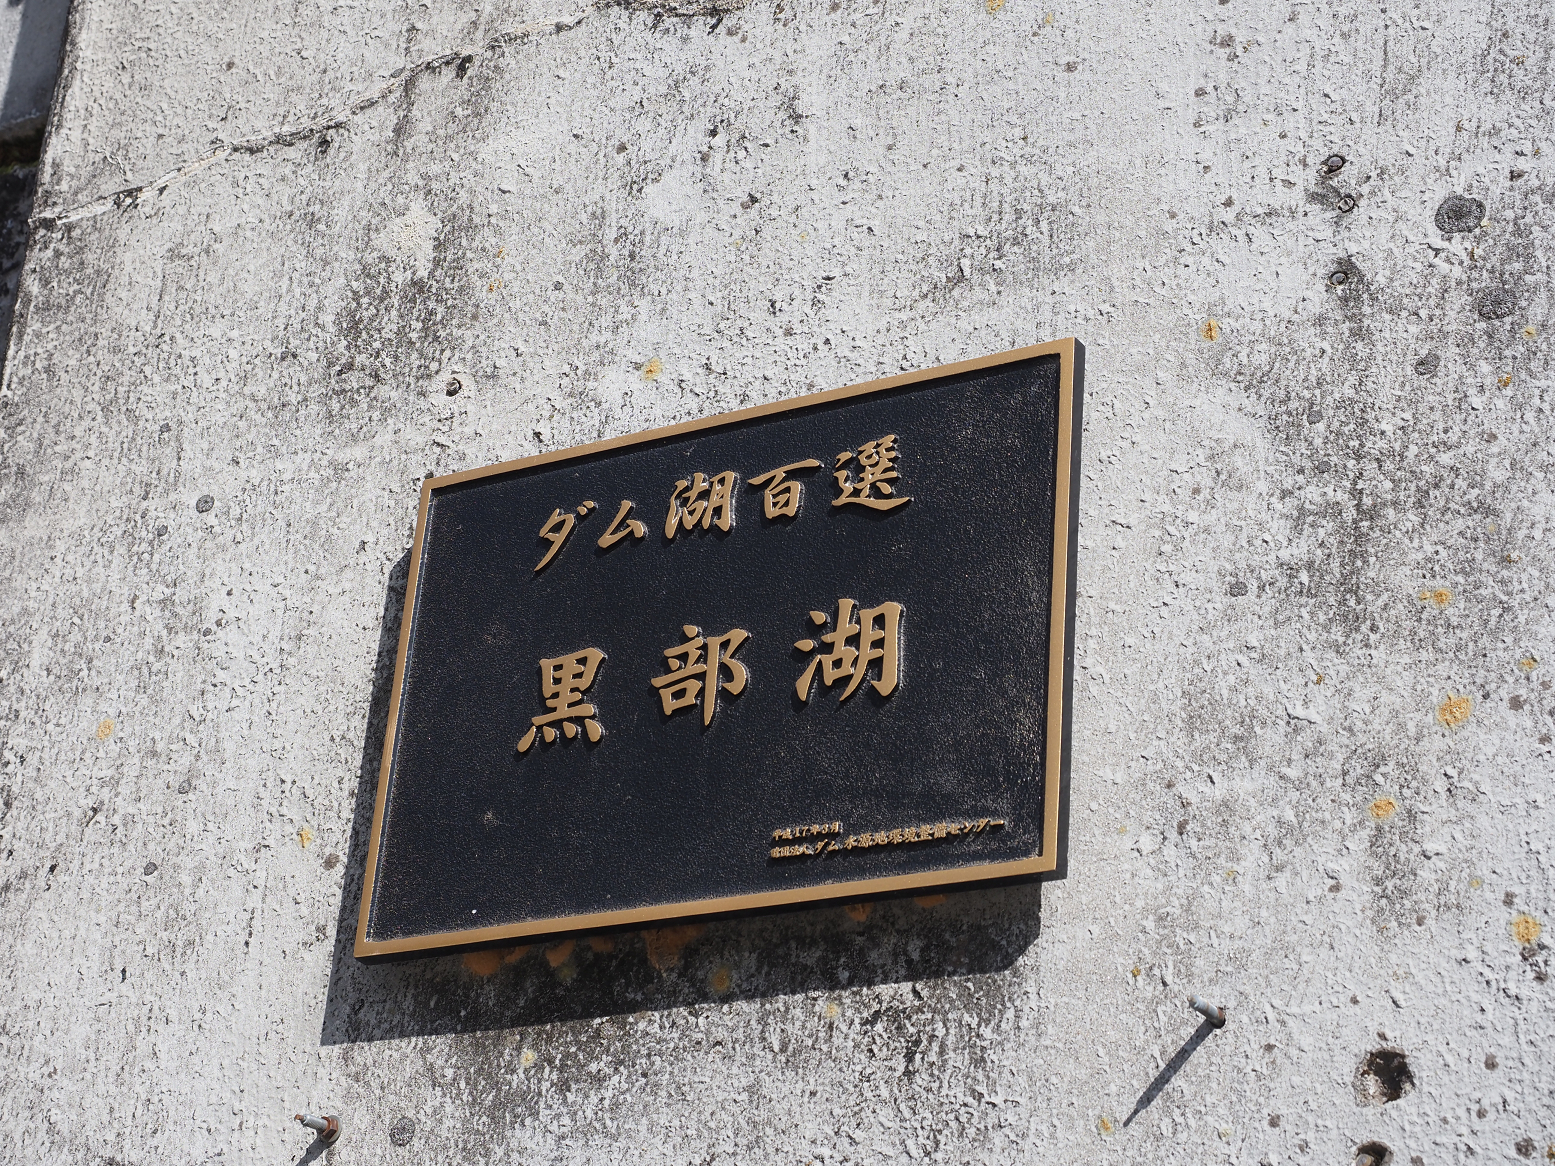 ダム湖百選
黒部湖
平成17年3月
財団法人ダム水源地環境整備センター